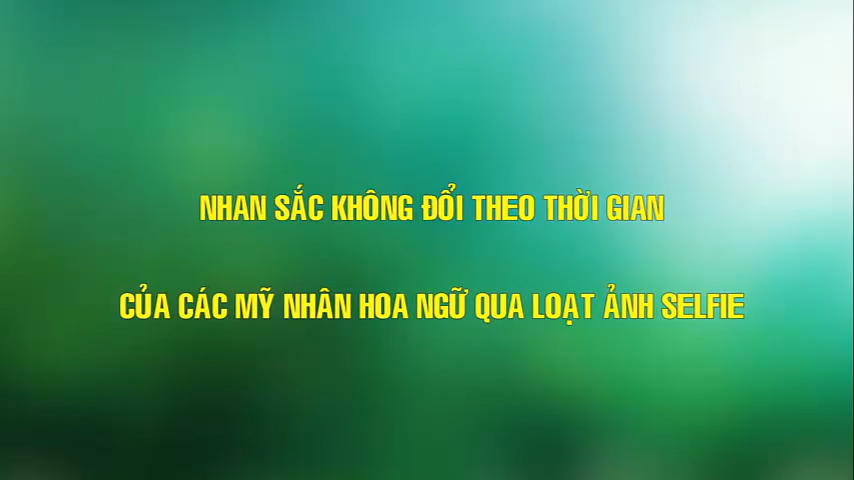 NHAN SẮC KHÔNG ĐỔI THEO THỜI GIAN
CỦA CÁC MỸ NHÂN HOA NGỮ QUA LOẠT ẢNH SELFIE